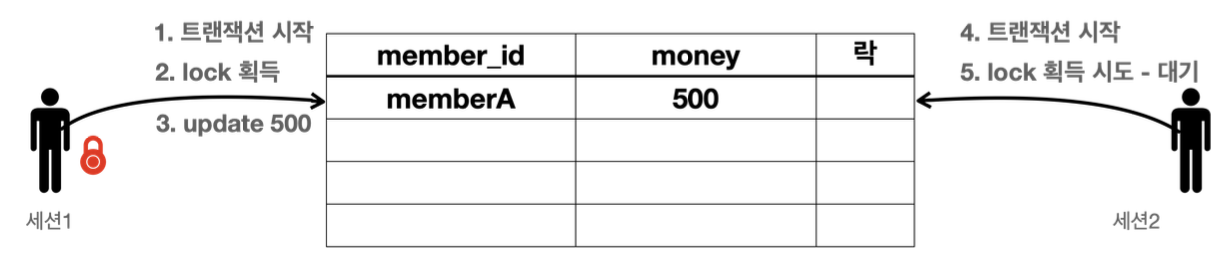 1. 트랜잭션 시작
2. lock 획득
3. update 500
세션1
member_id money 락
memberA 500
4. 트랜잭션 시작
5. lock 획득 시도 - 대기
세션2